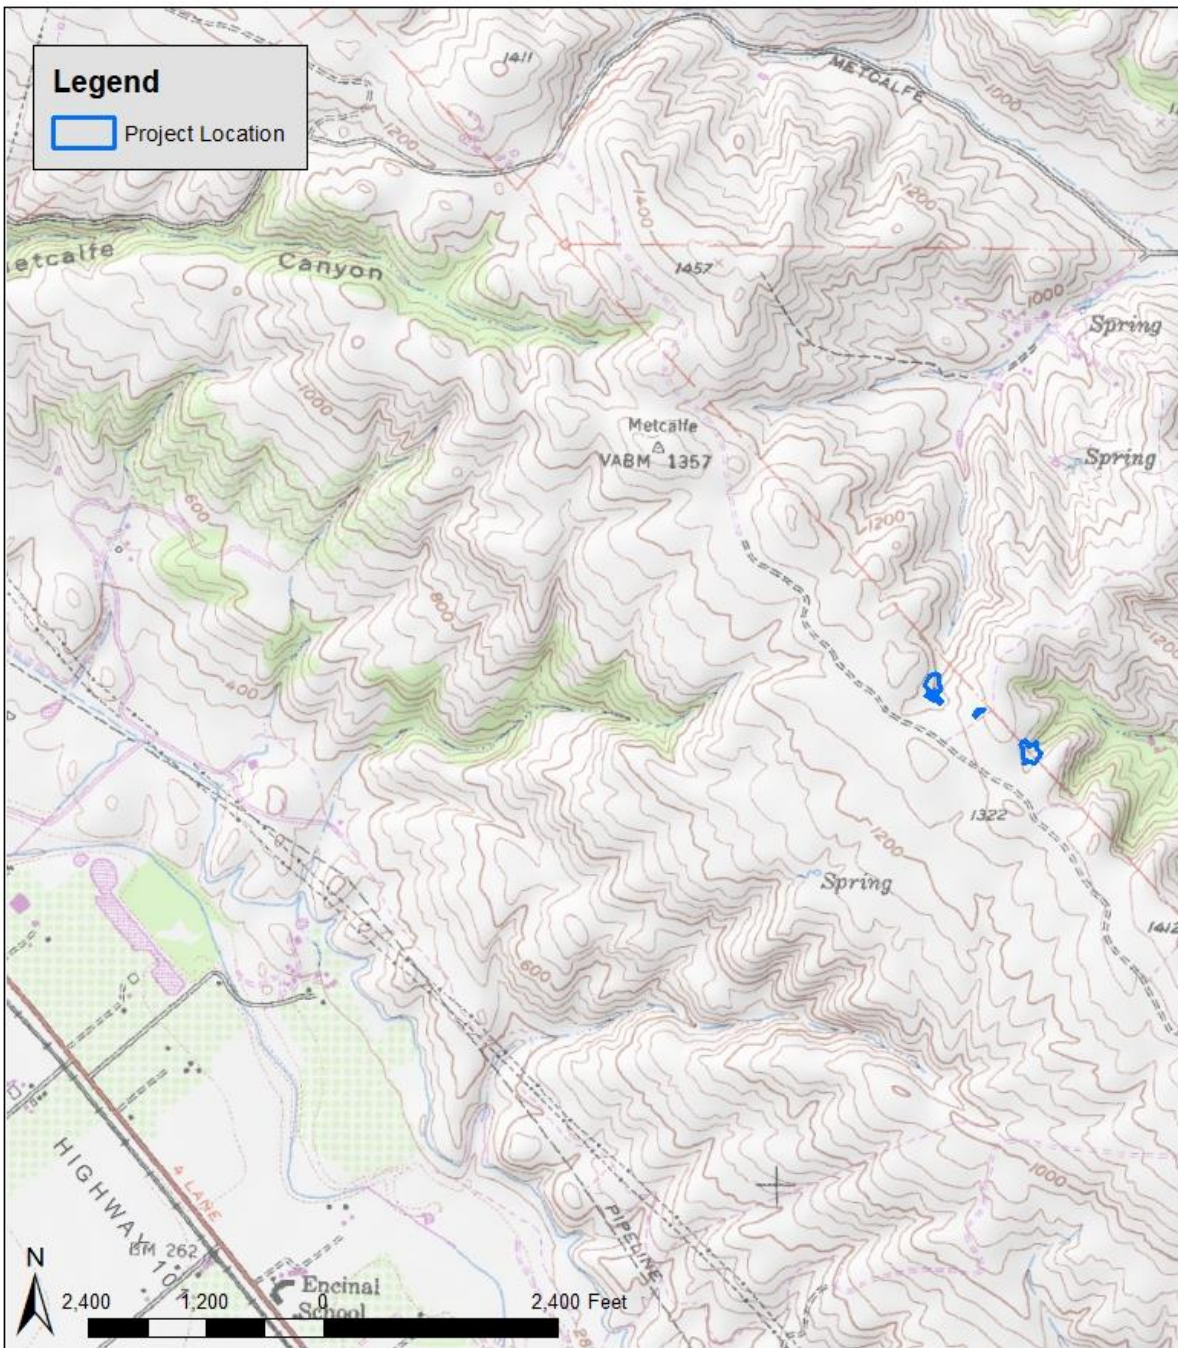 Legend
Project Location
1411
METCALFE
1000
1200
1400
1200
etcalfe
Canyon
1457
1000
Spring
1000
Metcalfe
VABM 1357
Spring
600
1200
800
1200
400
1322
1200
Spring
1412
600
HIGHWAY 10
4 LANE
1000
PIPELINE
BM 262
Encinal
School
N
2,400 1,200 0 2,400 Feet